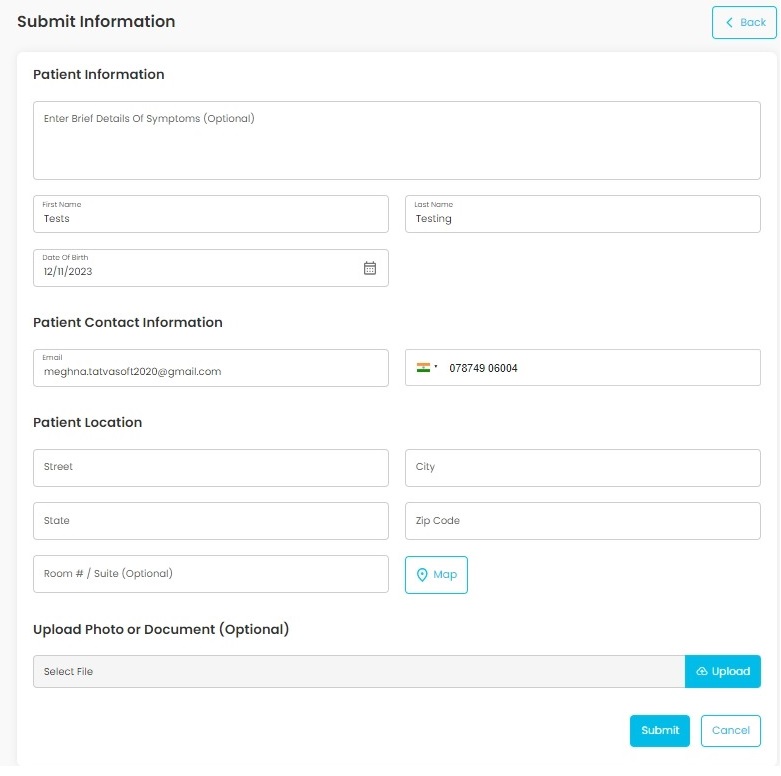 Submit Information
Back
Patient Information
Enter Brief Details Of Symptoms (Optional)
First Name
Tests
Last Name
Testing
Date Of Birth
12/11/2023
Patient Contact Information
Email
meghna.tatvasoft2020@gmail.com
078749 06004
Patient Location
Street
City
State
Zip Code
Room # / Suite (Optional)
Map
Upload Photo or Document (Optional)
Select File
Upload
Submit
Cancel